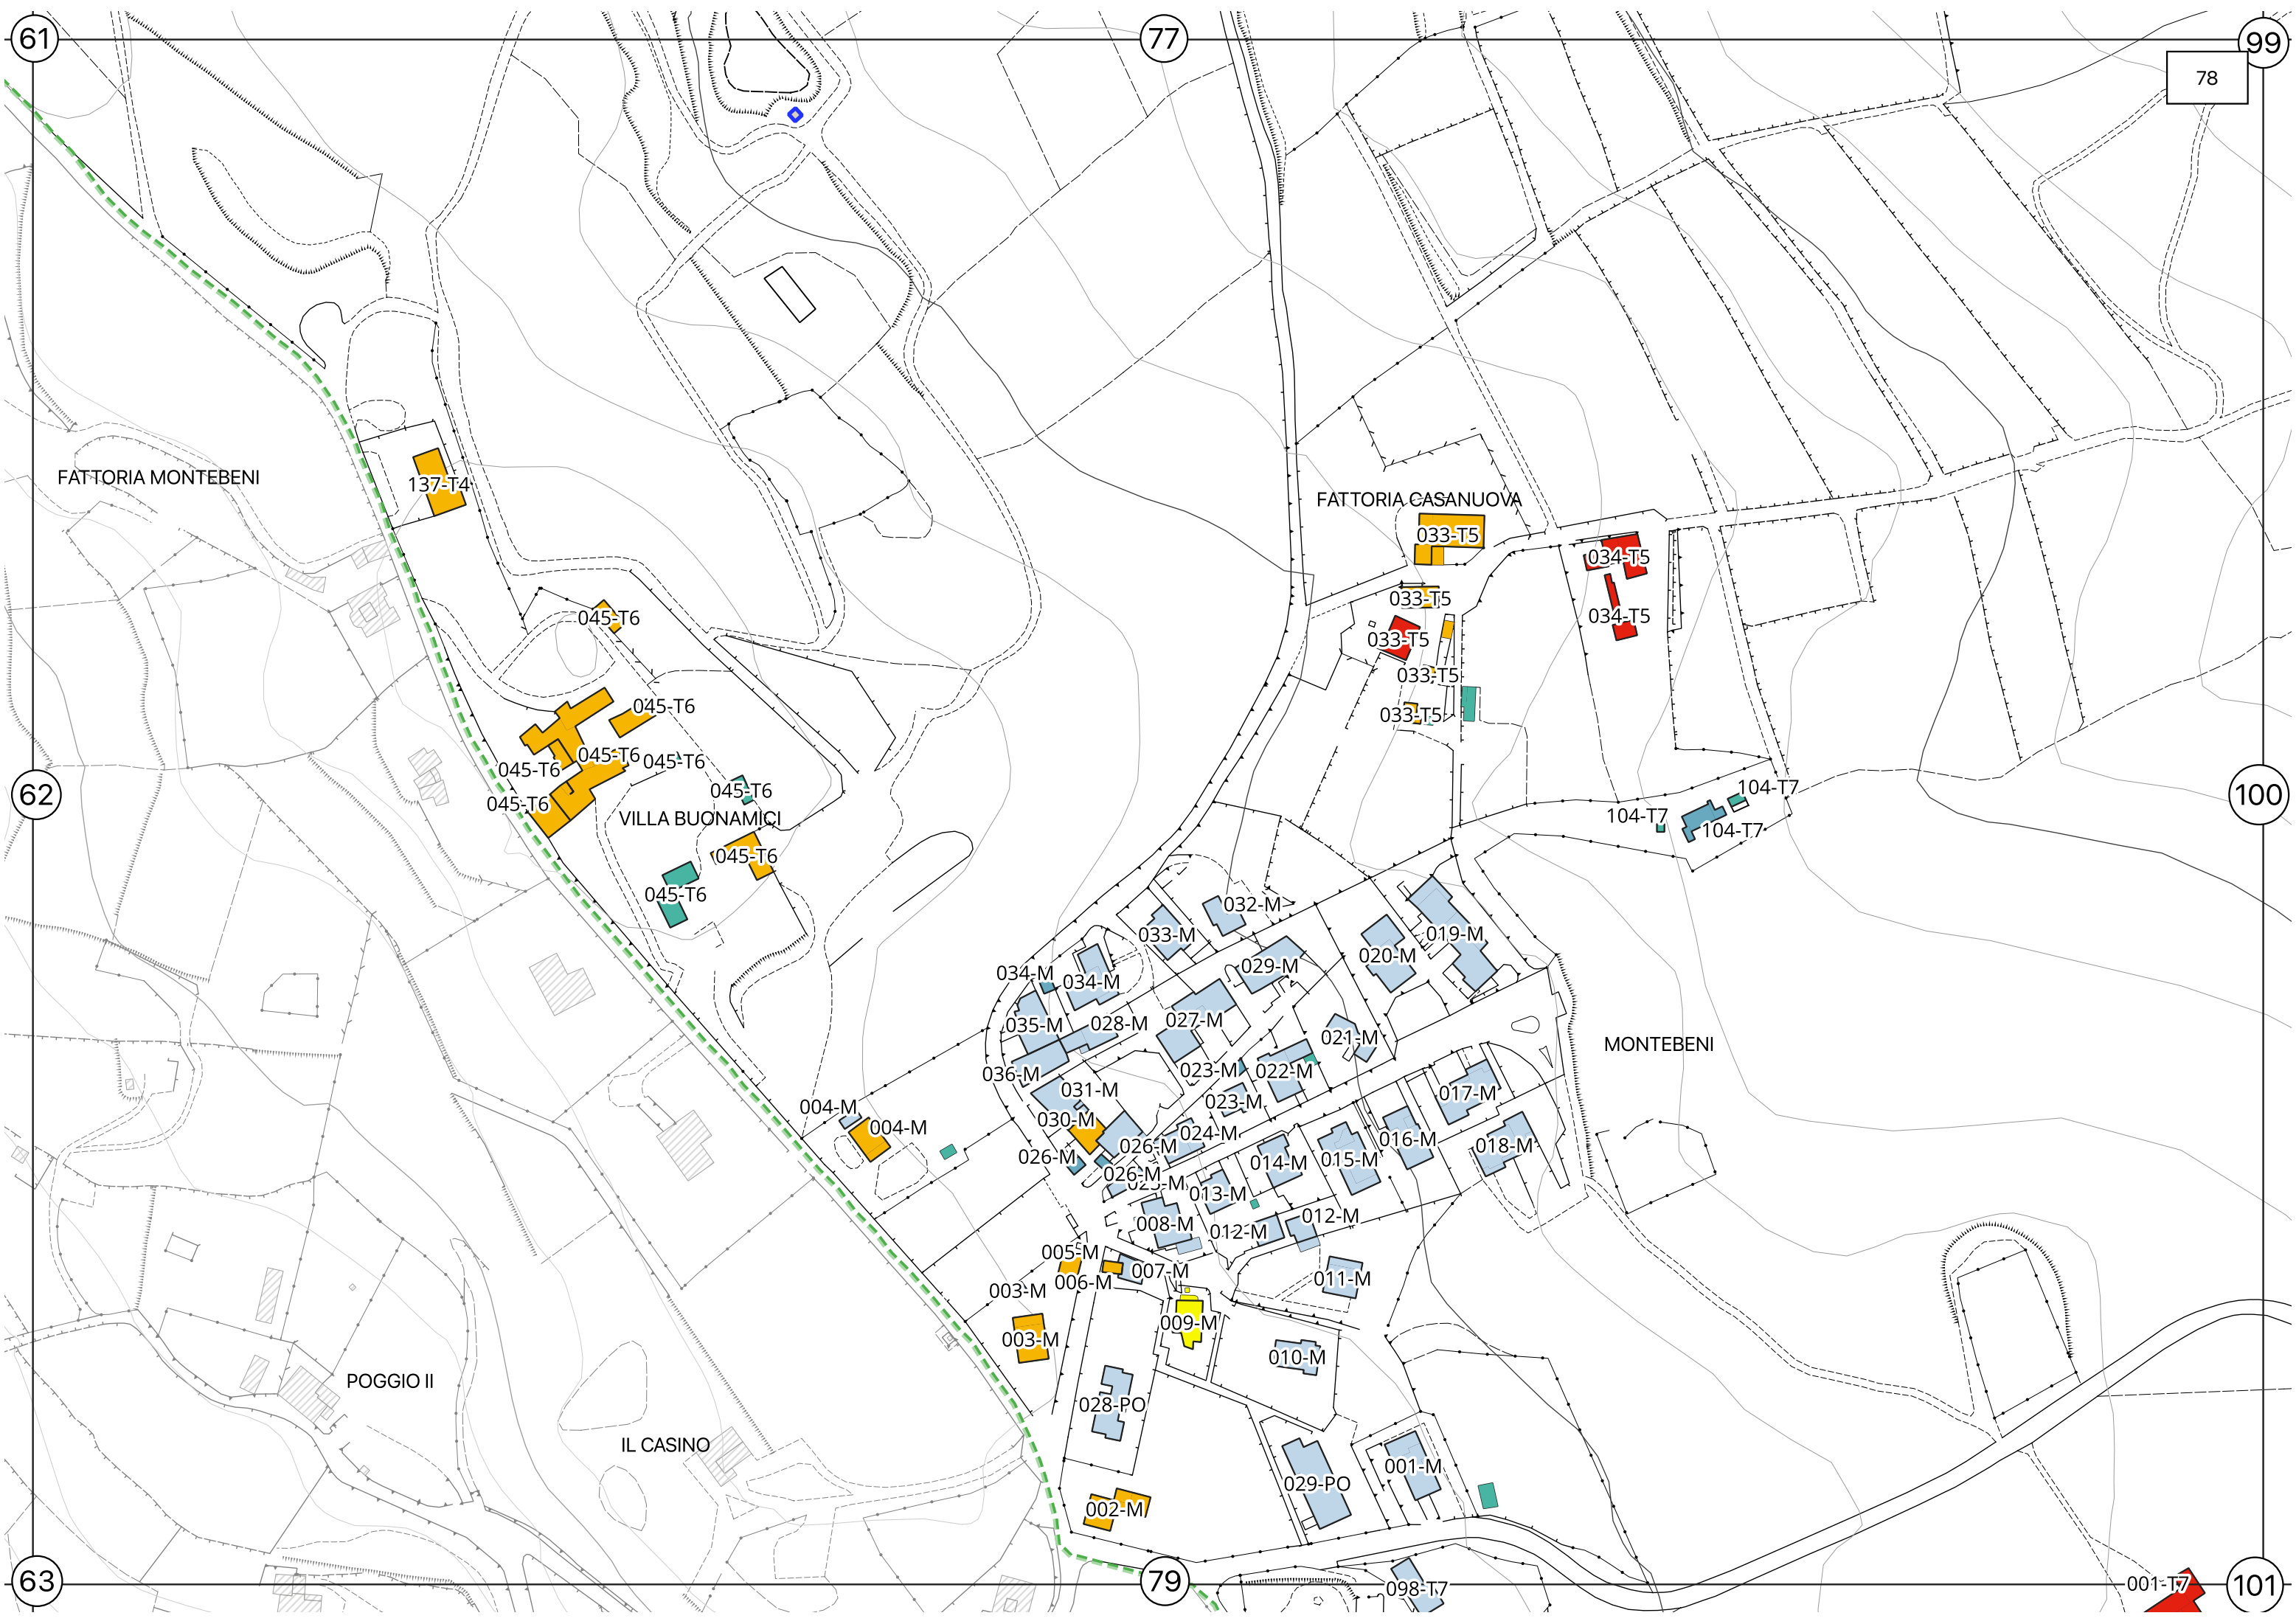 61
77
99
78
FATTORIA MONTEBENI
137-T4
FATTORIA CASANUOVA
033-T5
034-T5
033-T5
034-T5
045-T6
033-T5
033-T5
045-T6
033-T5
045-T6
045-T6
045-T6
045-T6
104-T7
62
045-T6
100
104-T7
VILLA BUONAMICI
104-T7
045-T6
045-T6
032-M
033-M
019-M
020-M
029-M
034-M
034-M
027-M
035-M
028-M
021-M
MONTEBENI
036-M
023-M
022-M
031-M
017-M
023-M
004-M
030-M
004-M
024-M
016-M
026-M
018-M
026-M
014-M
015-M
026-M
025-M
013-M
008-M
012-M
012-M
005-M
007-M
006-M
011-M
003-M
009-M
003-M
010-M
POGGIO II
028-PO
IL CASINO
001-M
029-PO
002-M
63
79
098-T7
001-T7
101